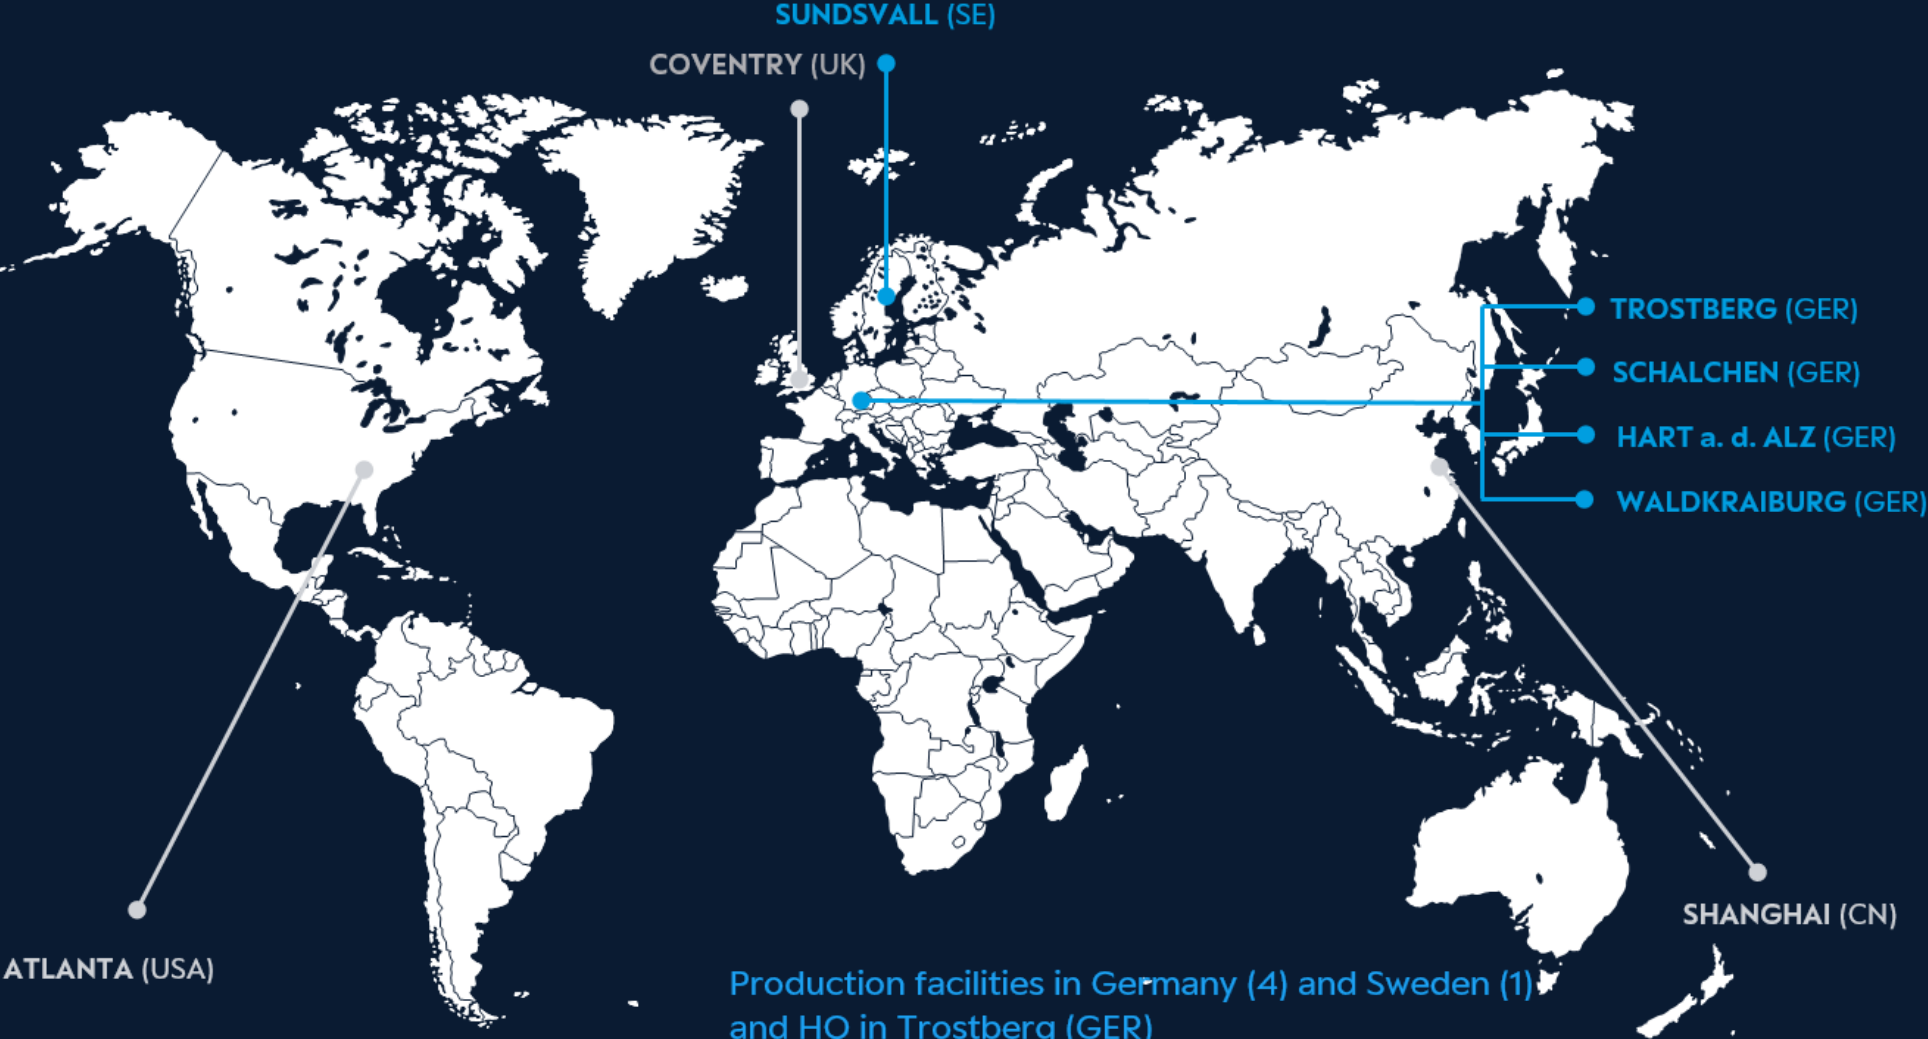 SUNDSVALL (SE)
COVENTRY (UK)
TROSTBERG (GER)
SCHALCHEN (GER)
HART a. d. ALZ (GER)
WALDKRAIBURG (GER)
SHANGHAI (CN)
ATLANTA (USA)
Production facilities in Germany (4) and Sweden (1)
and HO in Trostberg (GER)